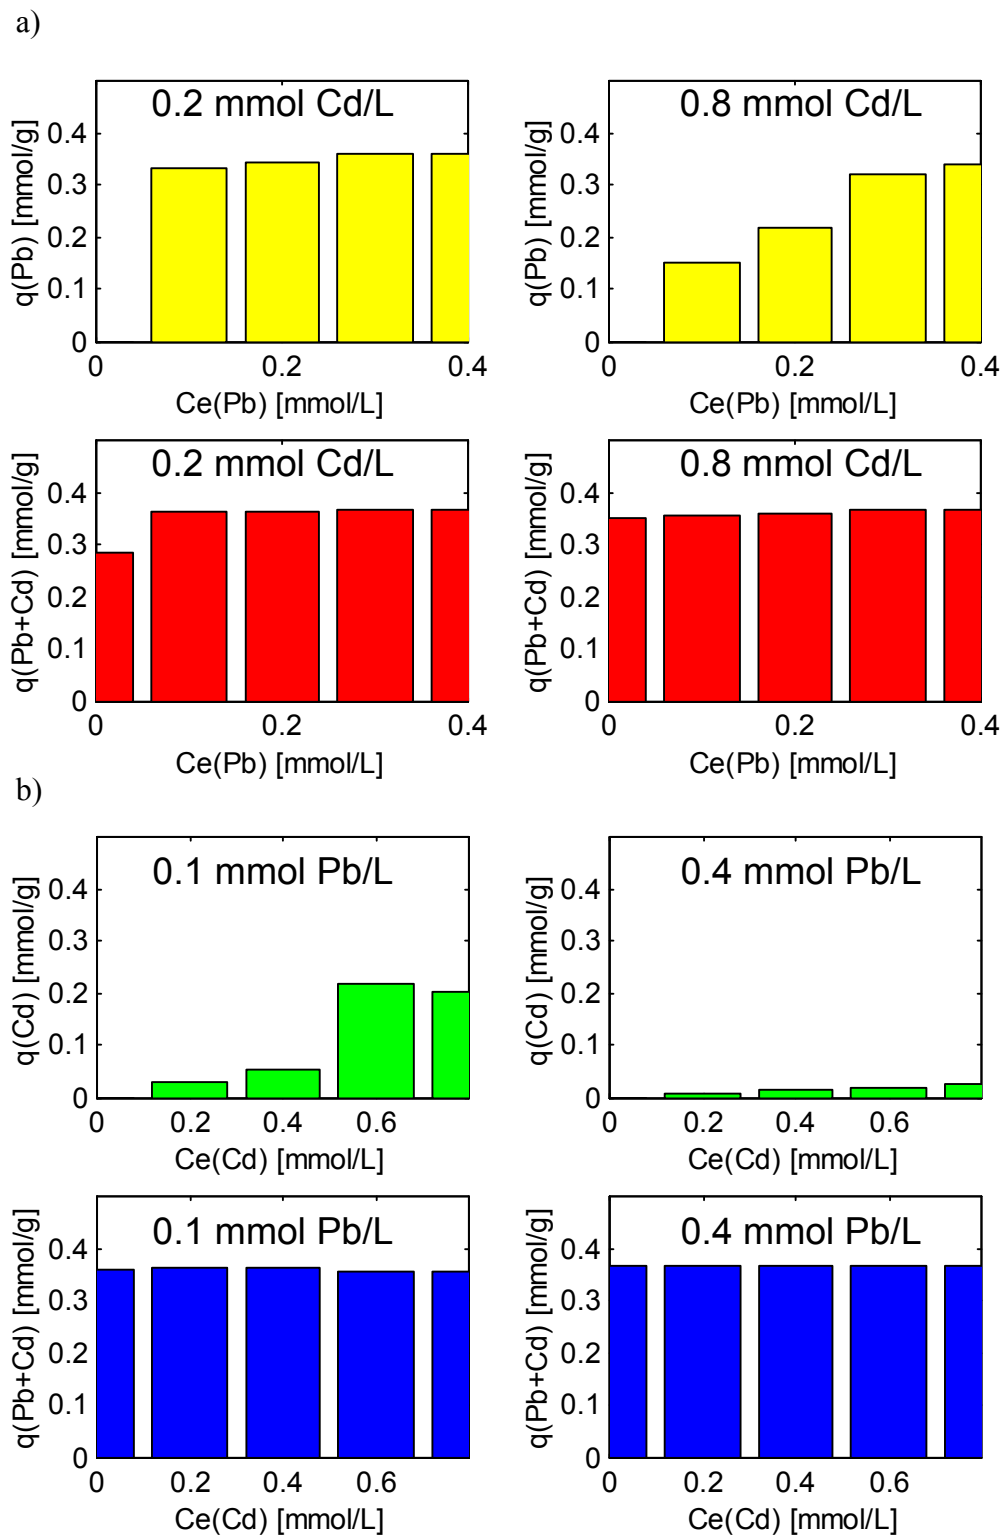 a)
0.2 mmol Cd/L
q(Pb) [mmol/g]
0.4
0.3
0.2
0.1
0
0 0.2 0.4
Ce(Pb) [mmol/L]
0.8 mmol Cd/L
q(Pb) [mmol/g]
0.4
0.3
0.2
0.1
0
0 0.2 0.4
Ce(Pb) [mmol/L]
0.2 mmol Cd/L
q(Pb+Cd) [mmol/g]
0.4
0.3
0.2
0.1
0
0 0.2 0.4
Ce(Pb) [mmol/L]
0.8 mmol Cd/L
q(Pb+Cd) [mmol/g]
0.4
0.3
0.2
0.1
0
0 0.2 0.4
Ce(Pb) [mmol/L]
b)
0.1 mmol Pb/L
q(Cd) [mmol/g]
0.4
0.3
0.2
0.1
0
0 0.2 0.4 0.6
Ce(Cd) [mmol/L]
0.4 mmol Pb/L
q(Cd) [mmol/g]
0.4
0.3
0.2
0.1
0
0 0.2 0.4 0.6
Ce(Cd) [mmol/L]
0.1 mmol Pb/L
q(Pb+Cd) [mmol/g]
0.4
0.3
0.2
0.1
0
0 0.2 0.4 0.6
Ce(Cd) [mmol/L]
0.4 mmol Pb/L
q(Pb+Cd) [mmol/g]
0.4
0.3
0.2
0.1
0
0 0.2 0.4 0.6
Ce(Cd) [mmol/L]